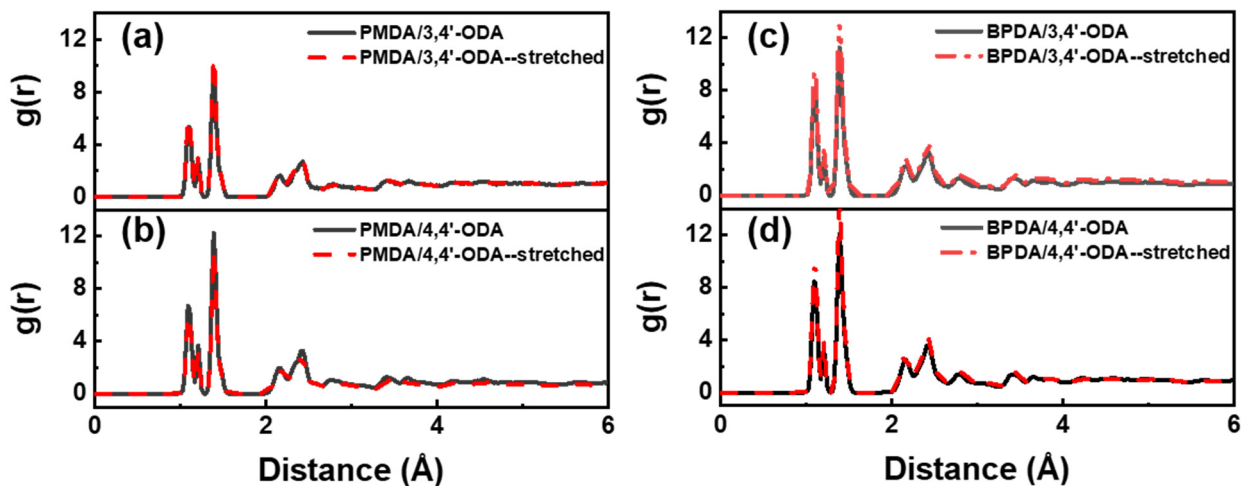 (a)
PMDA/3,4'-ODA
PMDA/3,4'-ODA--stretched
g(r)
12
8
4
0
(b)
PMDA/4,4'-ODA
PMDA/4,4'-ODA--stretched
g(r)
12
8
4
0
0
2
4
6
Distance (Å)
(c)
BPDA/3,4'-ODA
BPDA/3,4'-ODA--stretched
g(r)
12
8
4
0
(d)
BPDA/4,4'-ODA
BPDA/4,4'-ODA--stretched
g(r)
12
8
4
0
0
2
4
6
Distance (Å)